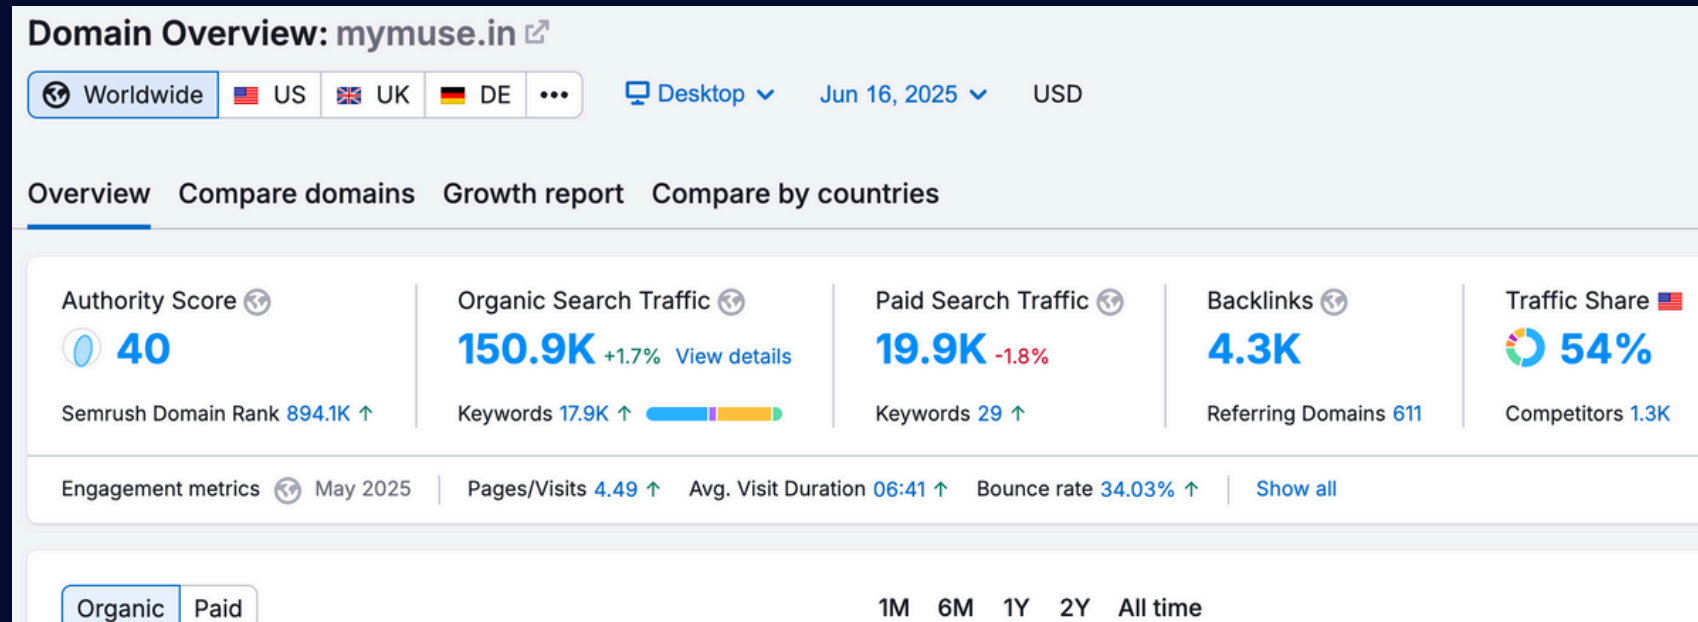 Domain Overview: mymuse.in
Worldwide US UK DE ••• Desktop Jun 16, 2025 USD
Overview Compare domains Growth report Compare by countries
Authority Score Organic Search Traffic Paid Search Traffic Backlinks Traffic Share
40 150.9K +1.7% View details 19.9K -1.8% 4.3K 54%
Semrush Domain Rank 894.1K ↑ Keywords 17.9K ↑ Keywords 29 ↑ Referring Domains 611 Competitors 1.3K
Engagement metrics May 2025 Pages/Visits 4.49 ↑ Avg. Visit Duration 06:41 ↑ Bounce rate 34.03% ↑ Show all
Organic Paid 1M 6M 1Y 2Y All time